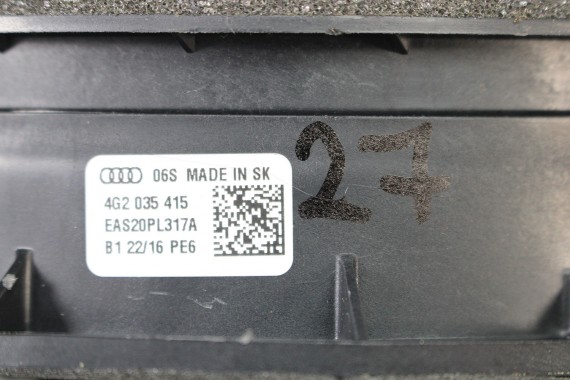 06S MADE IN SK
4G2 035 415
EAS20PL317A
B1 22/16 PE6
27